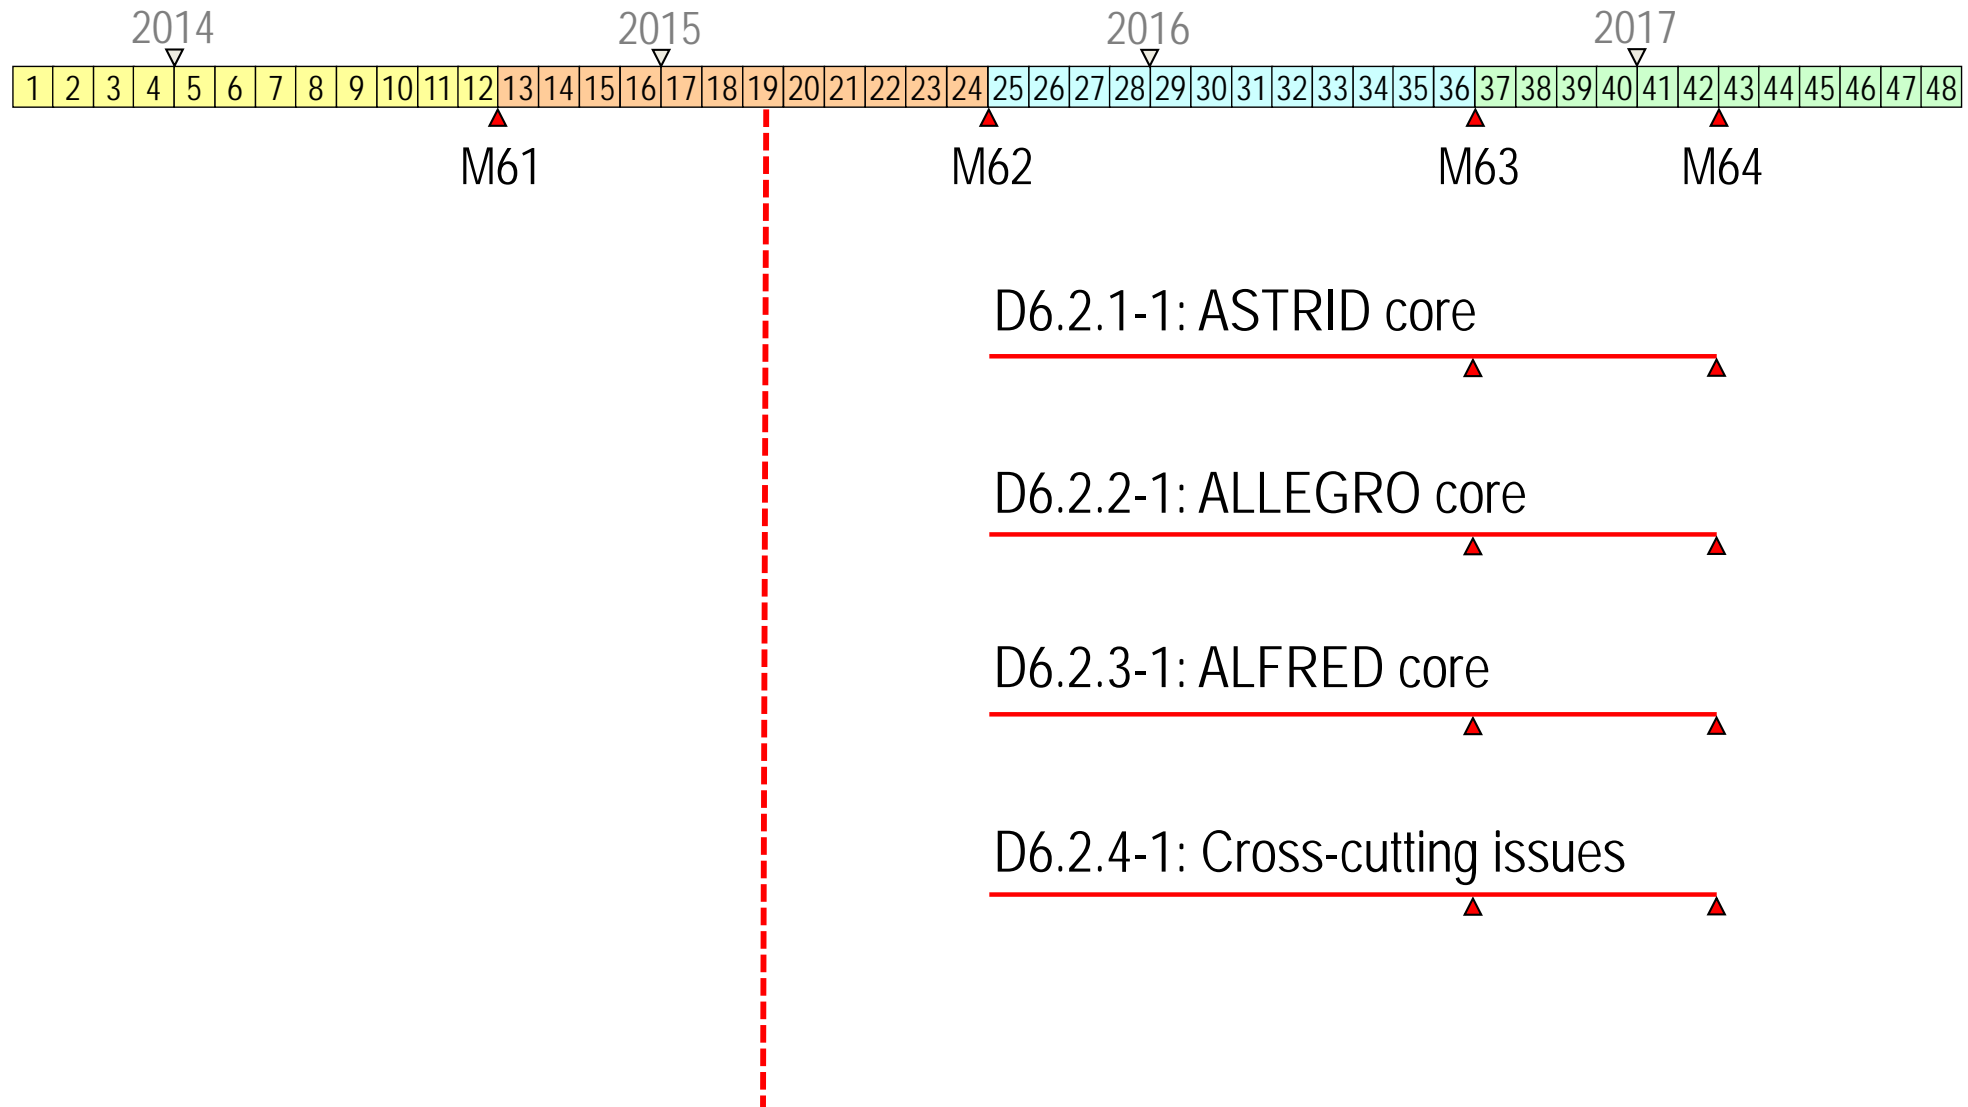 2014 2015 2016 2017
1 2 3 4 5 6 7 8 9 10 11 12 13 14 15 16 17 18 19 20 21 22 23 24 25 26 27 28 29 30 31 32 33 34 35 36 37 38 39 40 41 42 43 44 45 46 47 48
M61 M62 M63 M64
D6.2.1-1: ASTRID core
D6.2.2-1: ALLEGRO core
D6.2.3-1: ALFRED core
D6.2.4-1: Cross-cutting issues